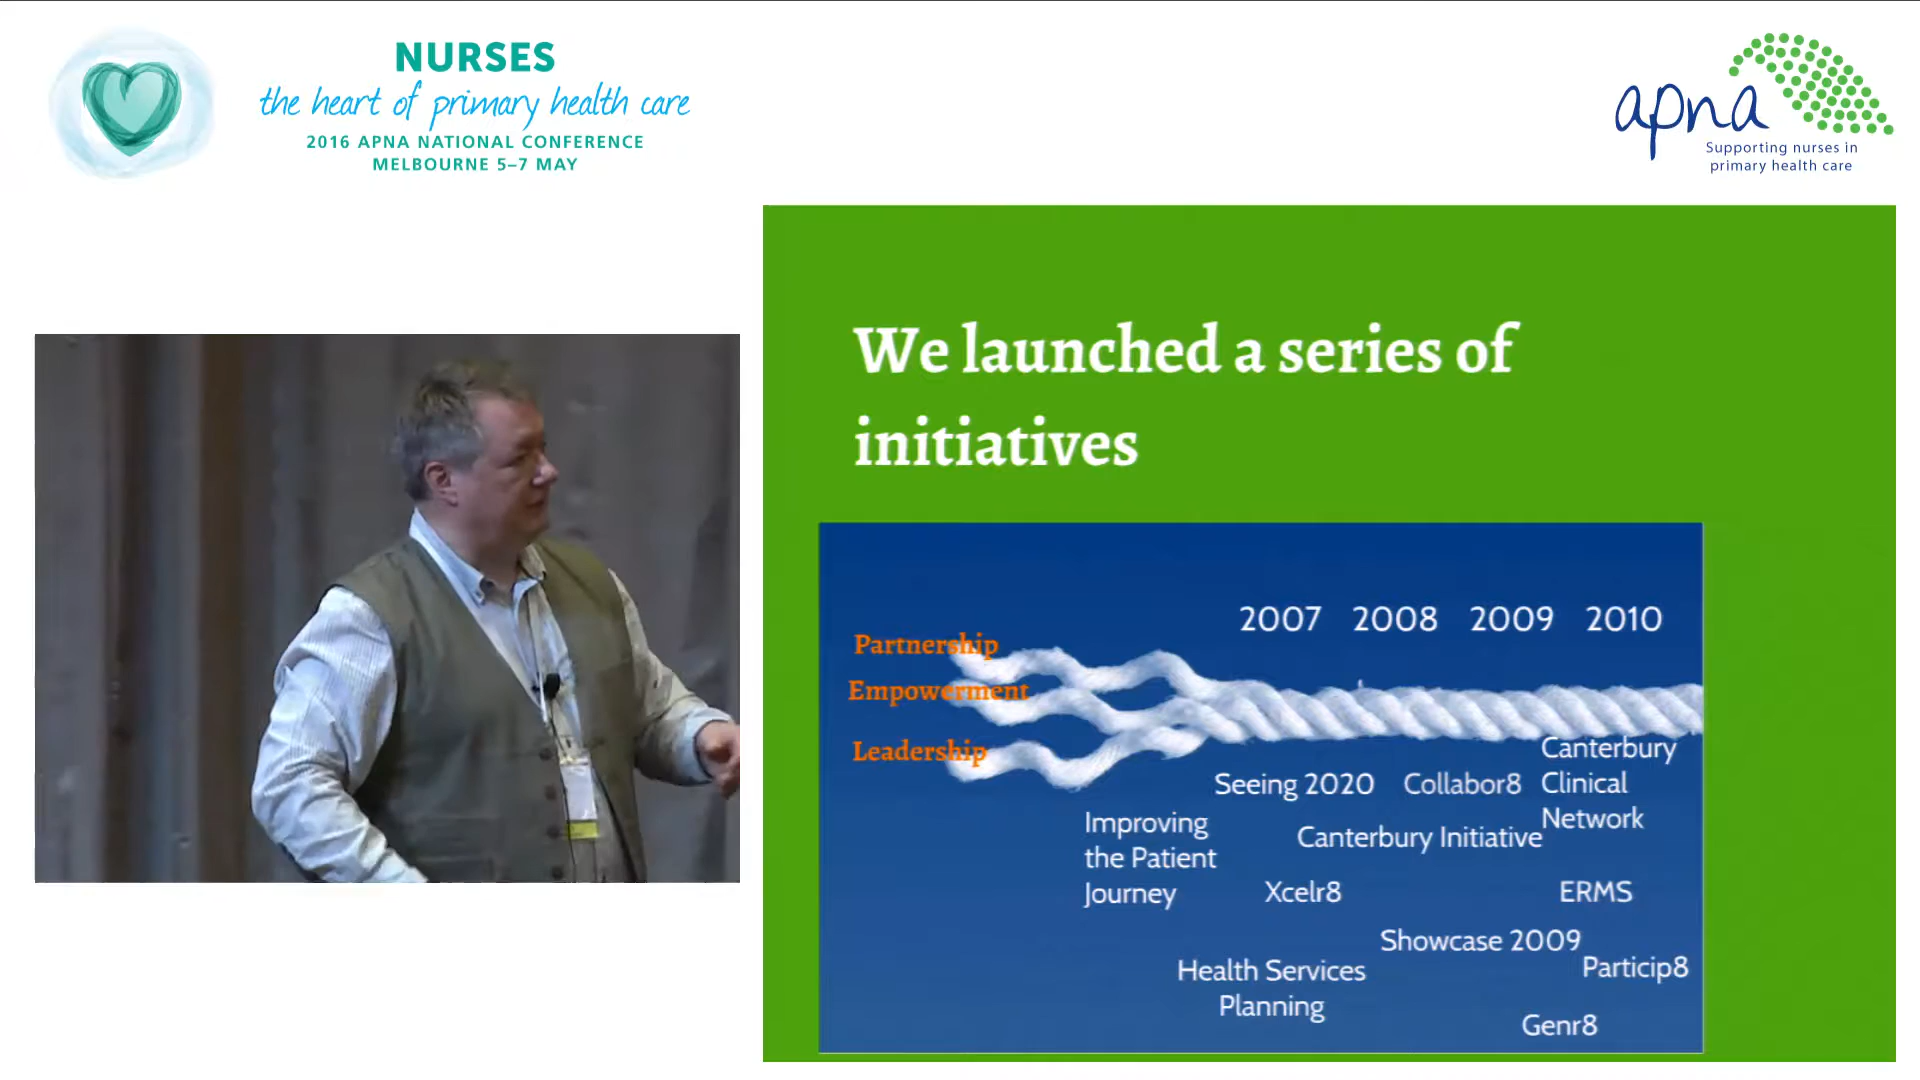 NURSES
the heart of primary health care
2016 APNA NATIONAL CONFERENCE
MELBOURNE 5–7 MAY
apna
Supporting nurses in
primary health care
We launched a series of
initiatives
2007 2008 2009 2010
Partnership
Empowerment
Leadership
Canterbury
Clinical
Network
Seeing 2020
Collabor8
Improving
the Patient
Journey
Canterbury Initiative
Xcelr8
ERMS
Showcase 2009
Particip8
Health Services
Planning
Genr8